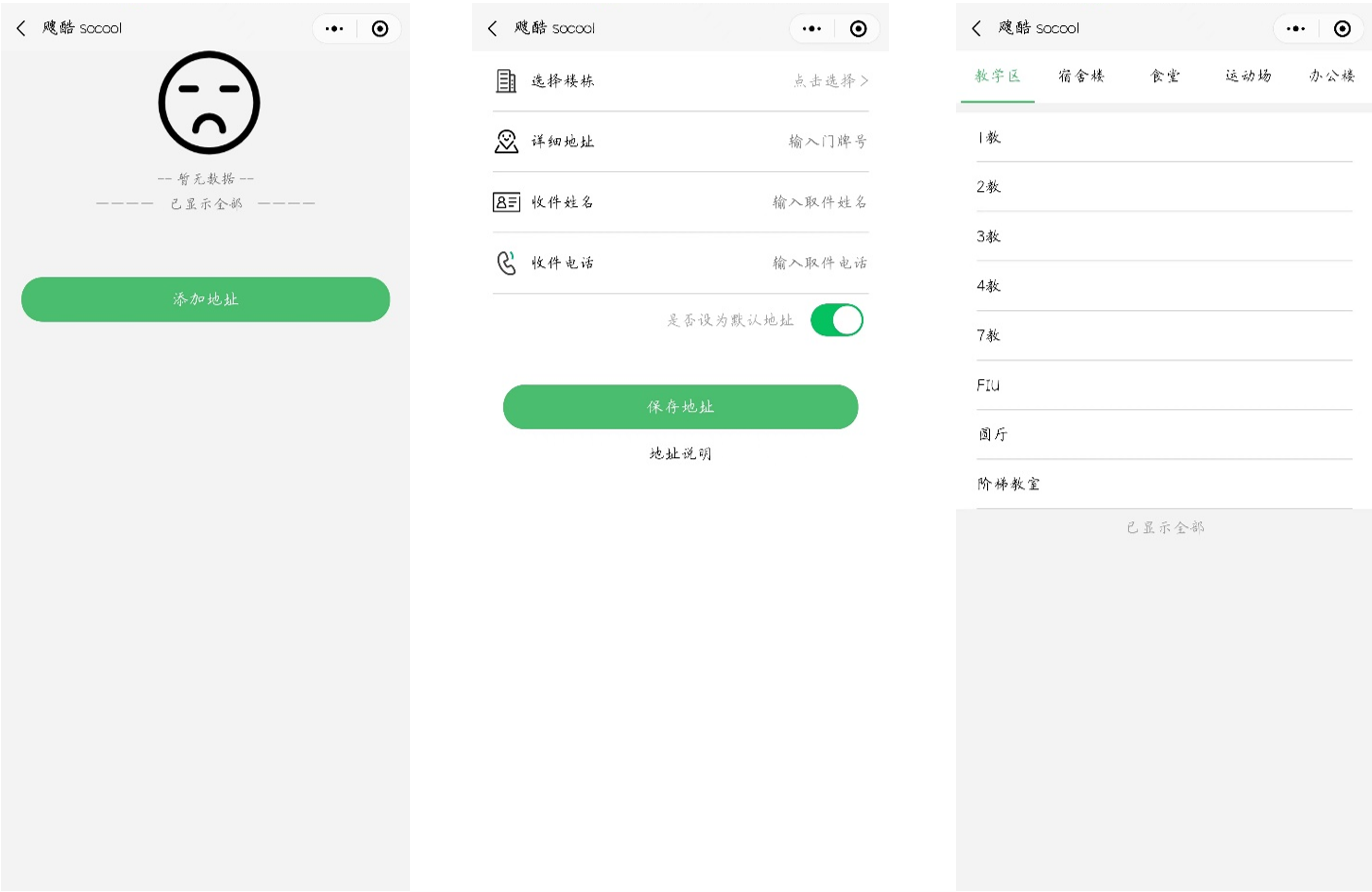 飕酷 socool
-- 暂无数据 --
———— 已显示全部 ————
添加地址
飕酷 socool
选择楼栋 点击选择 >
详细地址 输入门牌号
收件姓名 输入取件姓名
收件电话 输入取件电话
是否设为默认地址
保存地址
地址说明
飕酷 socool
教学区 宿舍楼 食堂 运动场 办公楼
1教
2教
3教
4教
7教
FIU
圆厅
阶梯教室
已显示全部